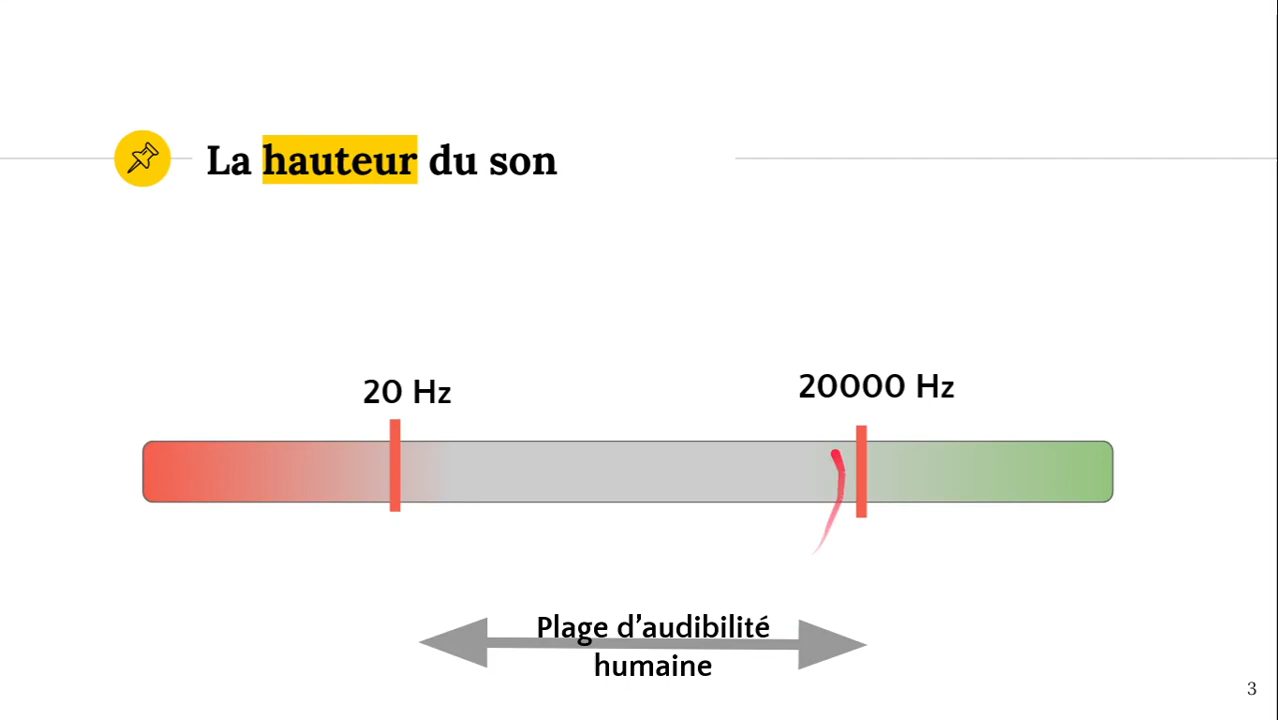 La hauteur du son
20 Hz
20000 Hz
Plage d’audibilité
humaine
3